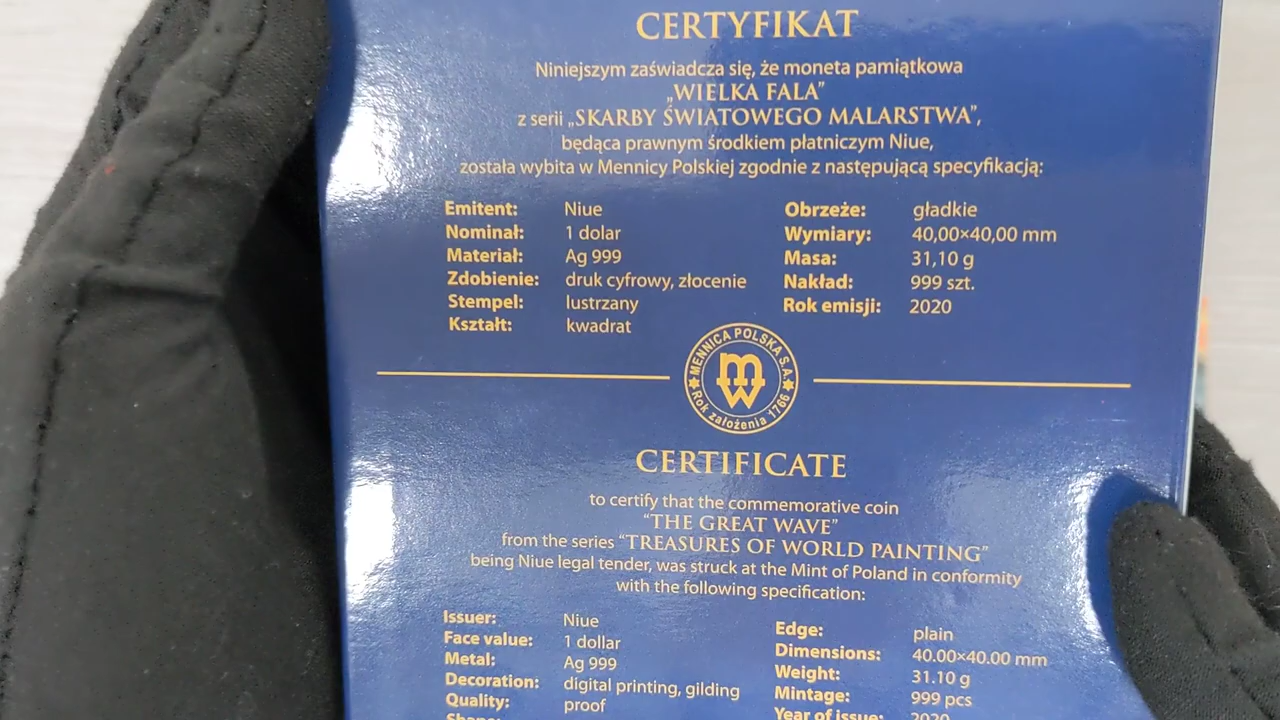 CERTYFIKAT
Niniejszym zaświadcza się, że moneta pamiątkowa
„WIELKA FALA”
z serii „SKARBY ŚWIATOWEGO MALARSTWA”,
będąca prawnym środkiem płatniczym Niue,
została wybita w Mennicy Polskiej zgodnie z następującą specyfikacją:
Emitent: Niue
Nominał: 1 dolar
Materiał: Ag 999
Zdobienie: druk cyfrowy, złocenie
Stempel: lustrzany
Kształt: kwadrat
Obrzeże: gładkie
Wymiary: 40,00×40,00 mm
Masa: 31,10 g
Nakład: 999 szt.
Rok emisji: 2020
MENNICA POLSKA S.A.
mw
Rok założenia 1766
CERTIFICATE
to certify that the commemorative coin
“THE GREAT WAVE”
from the series “TREASURES OF WORLD PAINTING”
being Niue legal tender, was struck at the Mint of Poland in conformity
with the following specification:
Issuer: Niue
Face value: 1 dollar
Metal: Ag 999
Decoration: digital printing, gilding
Quality: proof
Shape:
Edge: plain
Dimensions: 40.00×40.00 mm
Weight: 31.10 g
Mintage: 999 pcs
Year of issue: 2020